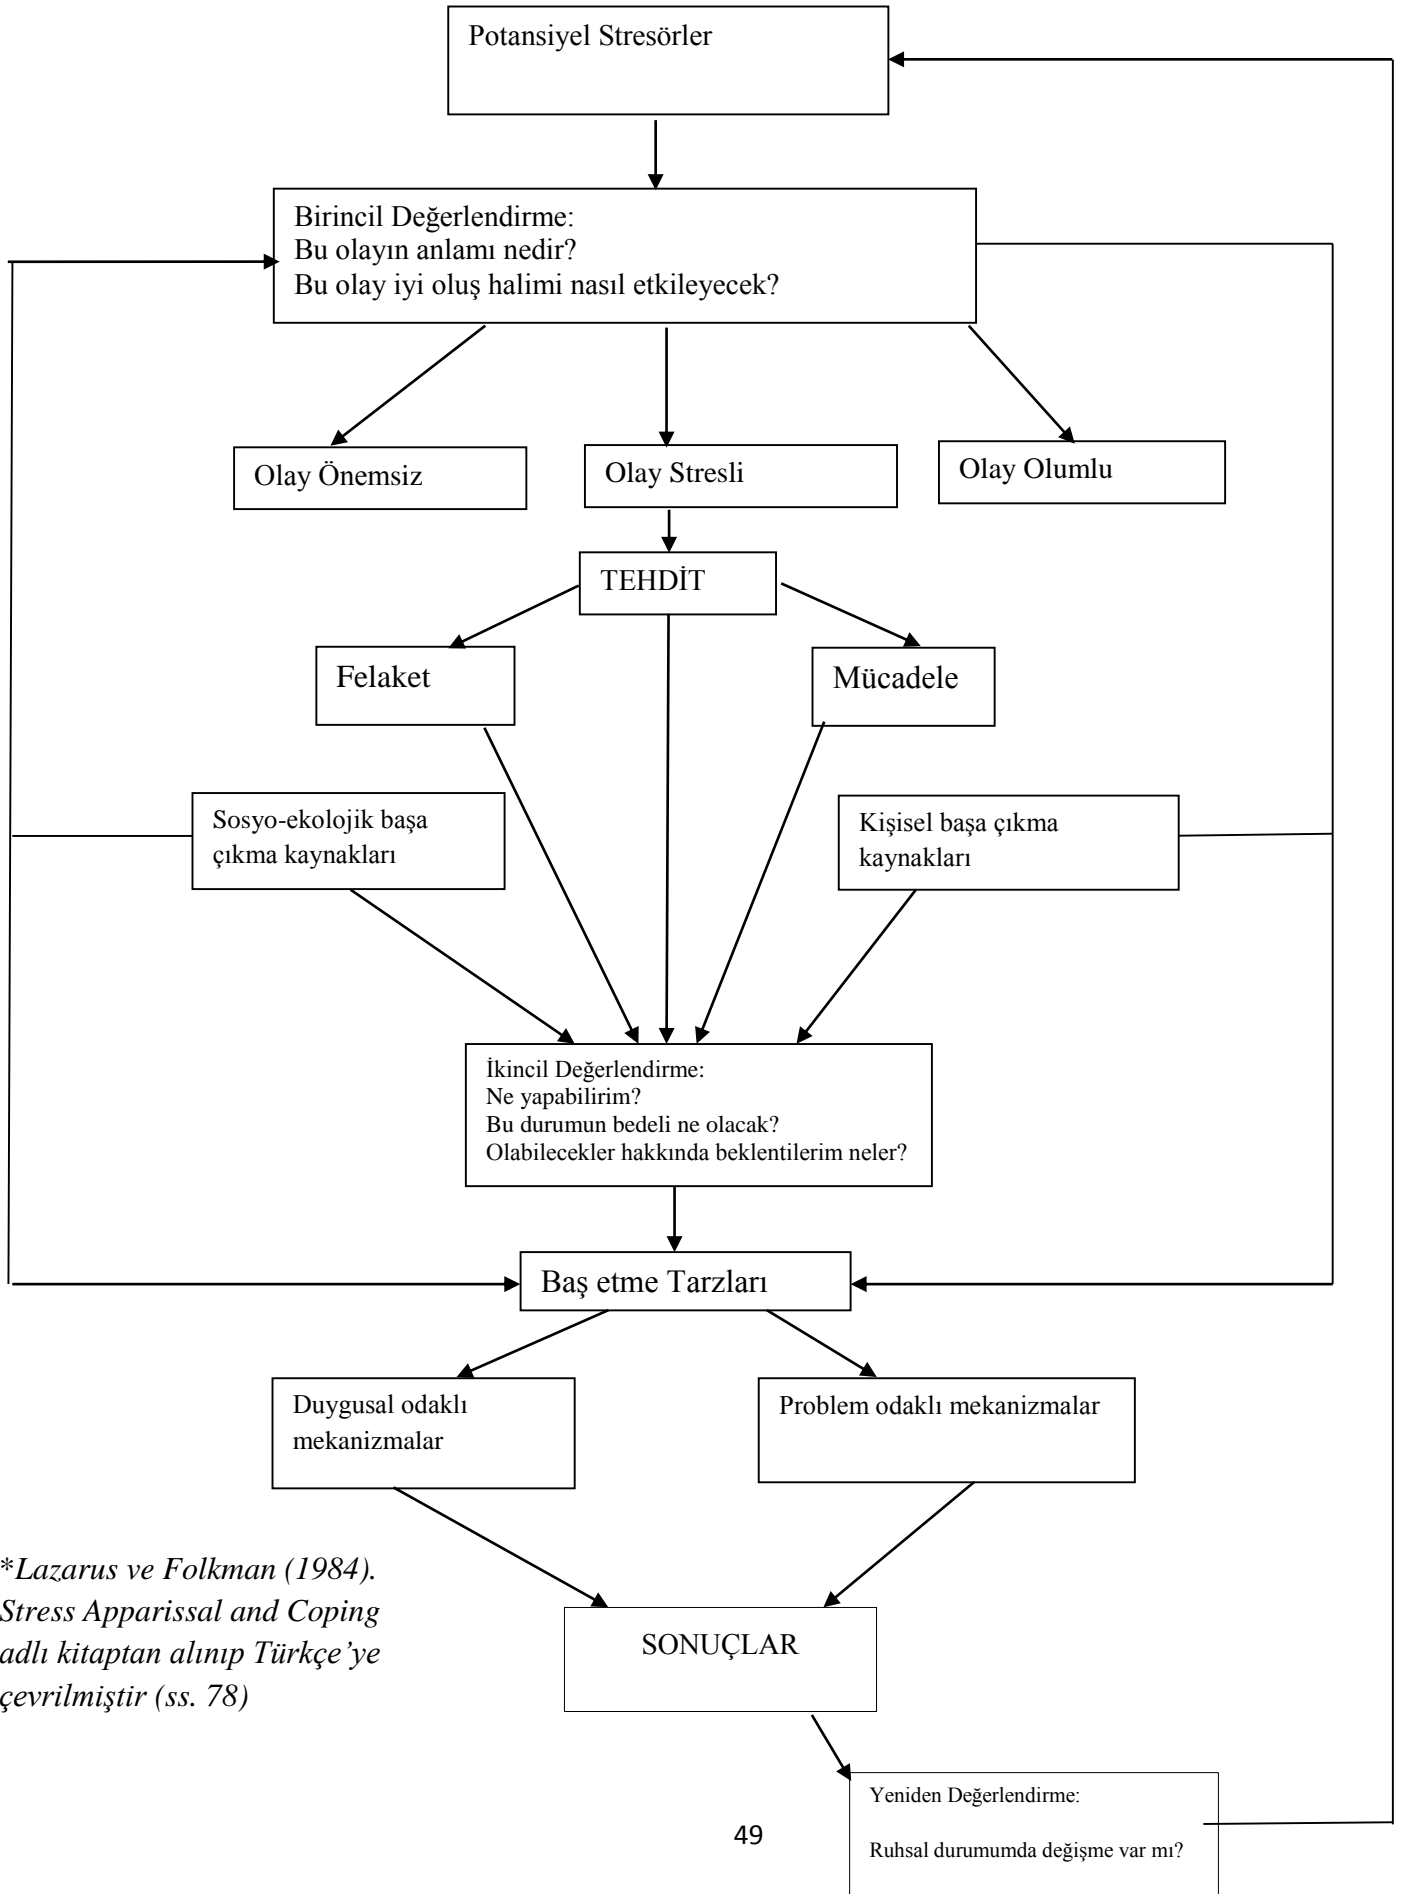 Potansiyel Stresörler
Birincil Değerlendirme:
Bu olayın anlamı nedir?
Bu olay iyi oluş halimi nasıl etkileyecek?
Olay Önemsiz
Olay Stresli
Olay Olumlu
TEHDİT
Felaket
Mücadele
Sosyo-ekolojik başa
çıkma kaynakları
Kişisel başa çıkma
kaynakları
İkincil Değerlendirme:
Ne yapabilirim?
Bu durumun bedeli ne olacak?
Olabilecekler hakkında beklentilerim neler?
Baş etme Tarzları
Duygusal odaklı
mekanizmalar
Problem odaklı mekanizmalar
*Lazarus ve Folkman (1984).
Stress Apparissal and Coping
adlı kitaptan alınıp Türkçe’ye
çevrilmiştir (ss. 78)
SONUÇLAR
Yeniden Değerlendirme:
Ruhsal durumumda değişme var mı?
49